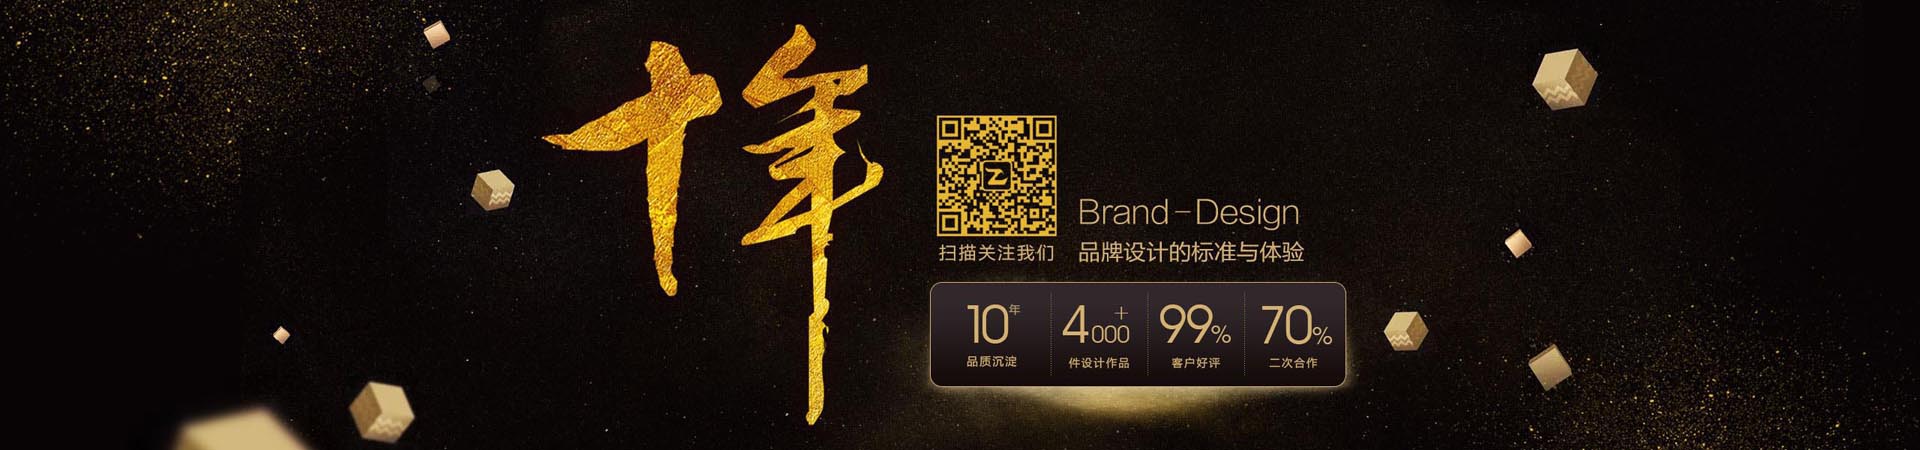 十年
扫描关注我们
Brand-Design
品牌设计的标准与体验
10年
品质沉淀
4000+
件设计作品
99%
客户好评
70%
二次合作